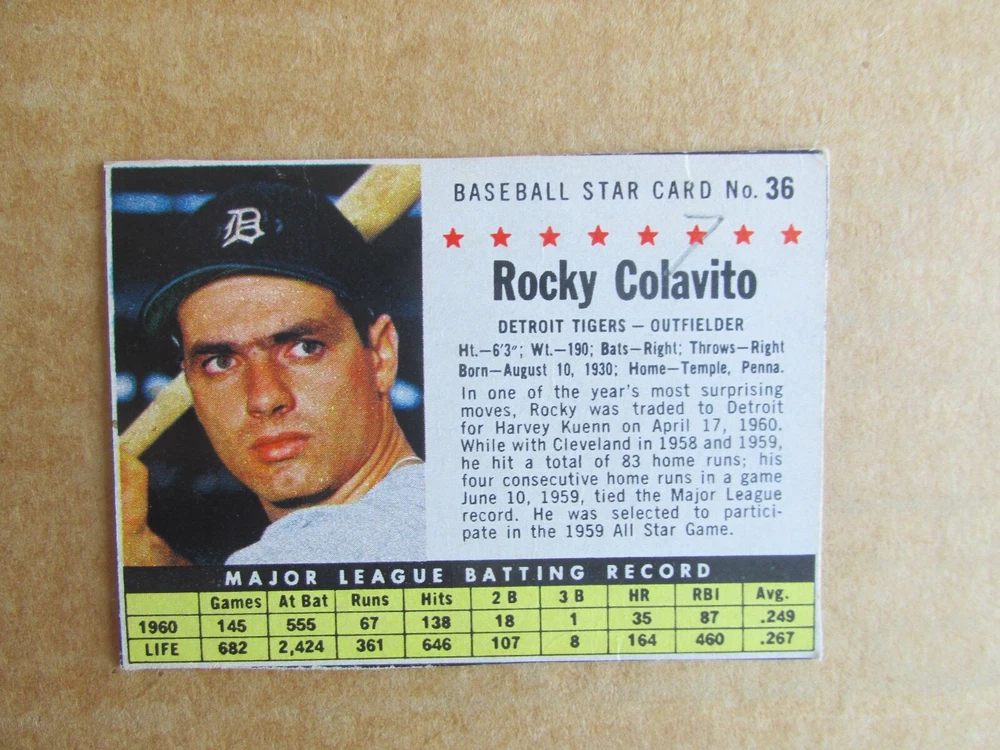 D
BASEBALL STAR CARD No. 36
7
Rocky Colavito
DETROIT TIGERS — OUTFIELDER
Ht.—6'3"; Wt.—190; Bats—Right; Throws—Right
Born—August 10, 1930; Home—Temple, Penna.
In one of the year's most surprising
moves, Rocky was traded to Detroit
for Harvey Kuenn on April 17, 1960.
While with Cleveland in 1958 and 1959,
he hit a total of 83 home runs; his
four consecutive home runs in a game
June 10, 1959, tied the Major League
record. He was selected to partici-
pate in the 1959 All Star Game.
MAJOR LEAGUE BATTING RECORD
Games At Bat Runs Hits 2 B 3 B HR RBI Avg.
1960 145 555 67 138 18 1 35 87 .249
LIFE 682 2,424 361 646 107 8 164 460 .267